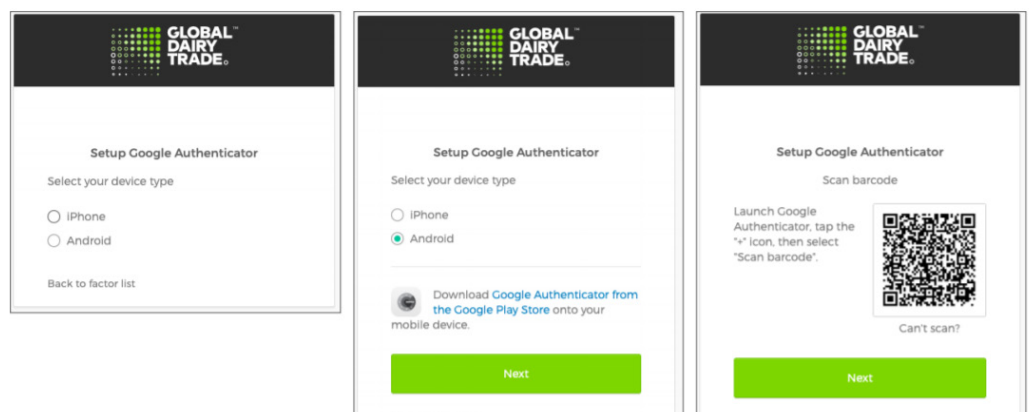 GLOBAL™
DAIRY
TRADE®
Setup Google Authenticator
Select your device type
iPhone
Android
Back to factor list
GLOBAL™
DAIRY
TRADE®
Setup Google Authenticator
Select your device type
iPhone
Android
Download Google Authenticator from
the Google Play Store onto your
mobile device.
Next
GLOBAL™
DAIRY
TRADE®
Setup Google Authenticator
Scan barcode
Launch Google
Authenticator, tap the
"+" icon, then select
"Scan barcode".
Can't scan?
Next